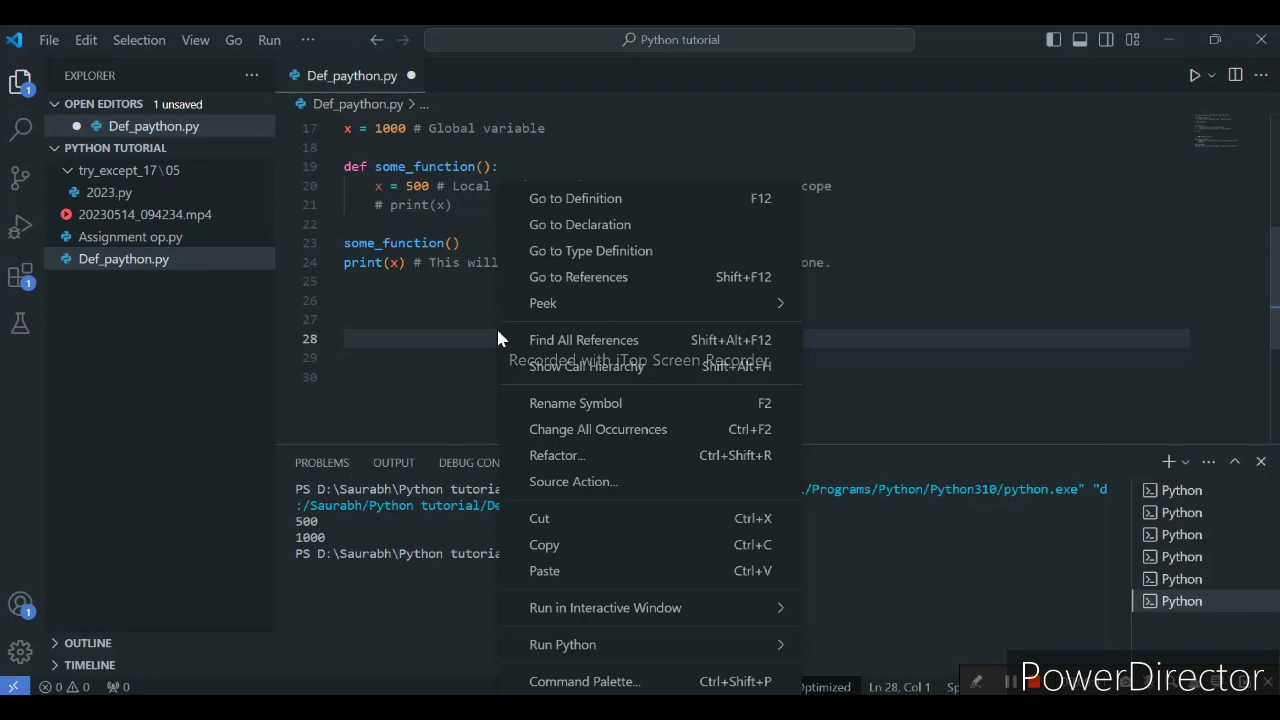 File Edit Selection View Go Run ··· Python tutorial
EXPLORER ···
OPEN EDITORS 1 unsaved
Def_paython.py
PYTHON TUTORIAL
try_except_17\05
2023.py
20230514_094234.mp4
Assignment op.py
Def_paython.py
OUTLINE
TIMELINE
1
1
1
Def_paython.py
Def_paython.py > ...
17 x = 1000 # Global variable
18
19 def some_function():
20 x = 500 # Local cope
21 # print(x)
22
23 some_function()
24 print(x) # This will one.
25
26
27
28
29
30
Go to Definition F12
Go to Declaration
Go to Type Definition
Go to References Shift+F12
Peek
Find All References Shift+Alt+F12
Show Call Hierarchy Shift+Alt+H
Recorded with iTop Screen Recorder
Rename Symbol F2
Change All Occurrences Ctrl+F2
Refactor... Ctrl+Shift+R
Source Action...
Cut Ctrl+X
Copy Ctrl+C
Paste Ctrl+V
Run in Interactive Window
Run Python
Command Palette... Ctrl+Shift+P
PROBLEMS OUTPUT DEBUG CON
PS D:\Saurabh\Python tutoria ./Programs/Python/Python310/python.exe" "d
:/Saurabh/Python tutorial/De
500
1000
PS D:\Saurabh\Python tutoria
Python
Python
Python
Python
Python
Python
0 0 0 Optimized Ln 28, Col 1 Sp
PowerDirector